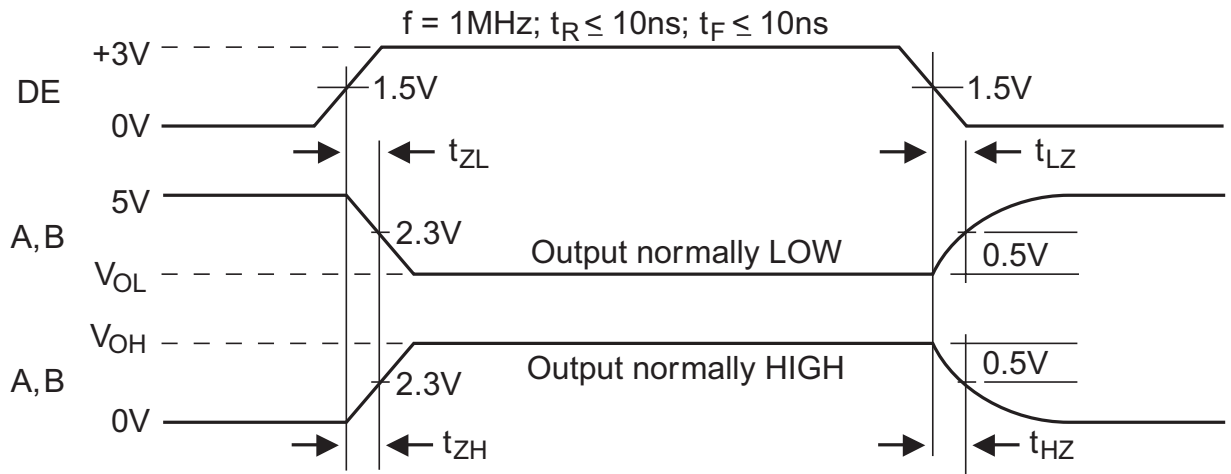 f = 1MHz; tR ≤ 10ns; tF ≤ 10ns
+3V
DE
1.5V
1.5V
0V
tZL
tLZ
5V
A,B
2.3V
Output normally LOW
0.5V
VOL
VOH
A,B
2.3V
Output normally HIGH
0.5V
0V
tZH
tHZ